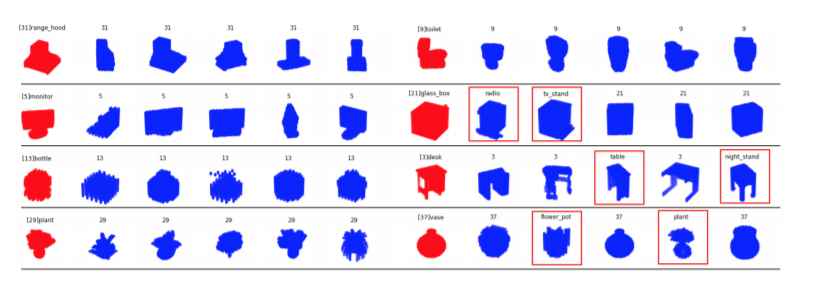 [31]range_hood 31 31 31 31 31 [9]toilet 9 9 9 9 9
[5]monitor 5 5 5 5 5 [21]glass_box radio tv_stand 21 21 21
[13]bottle 13 13 13 13 13 [3]desk 3 3 table 3 night_stand
[29]plant 29 29 29 29 29 [37]vase 37 flower_pot 37 plant 37